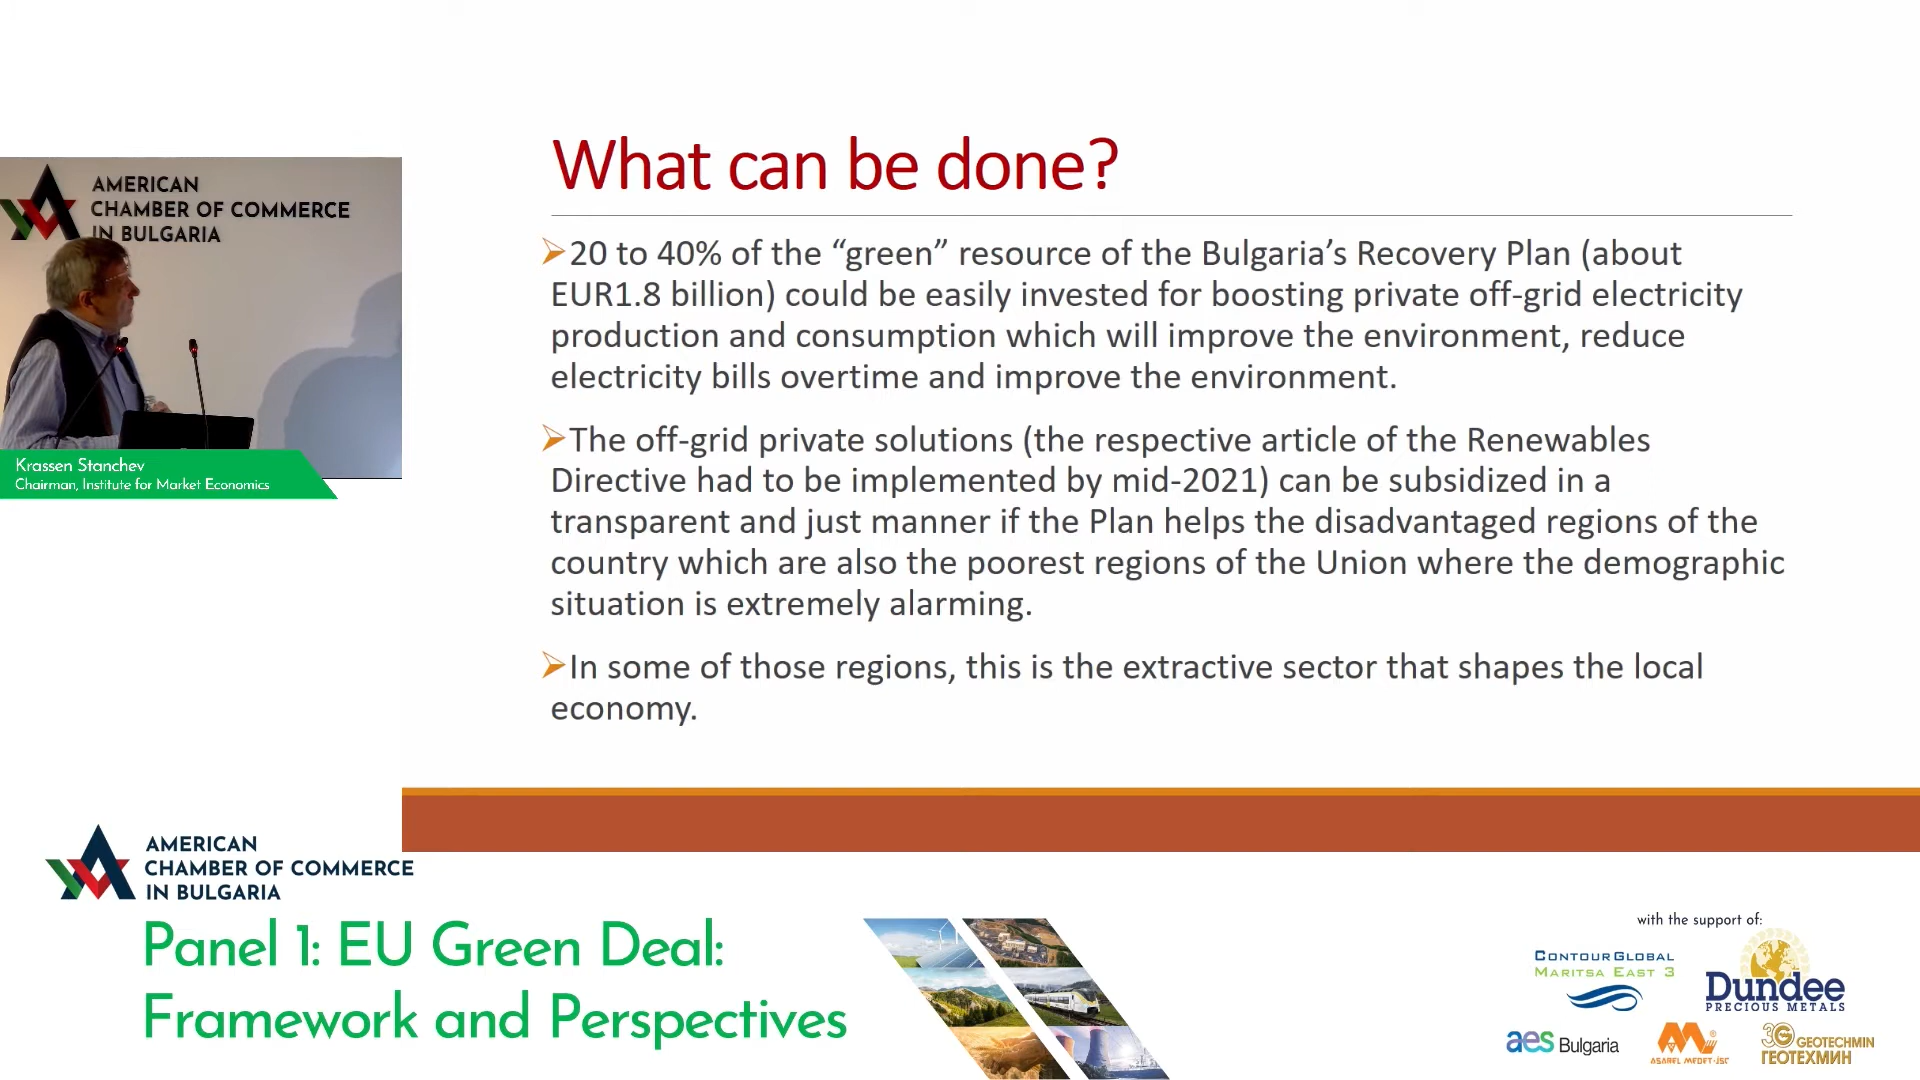 What can be done?
20 to 40% of the “green” resource of the Bulgaria’s Recovery Plan (about
EUR1.8 billion) could be easily invested for boosting private off-grid electricity
production and consumption which will improve the environment, reduce
electricity bills overtime and improve the environment.
The off-grid private solutions (the respective article of the Renewables
Directive had to be implemented by mid-2021) can be subsidized in a
transparent and just manner if the Plan helps the disadvantaged regions of the
country which are also the poorest regions of the Union where the demographic
situation is extremely alarming.
In some of those regions, this is the extractive sector that shapes the local
economy.
AMERICAN
CHAMBER OF COMMERCE
IN BULGARIA
Krassen Stanchev
Chairman, Institute for Market Economics
AMERICAN
CHAMBER OF COMMERCE
IN BULGARIA
Panel 1: EU Green Deal:
Framework and Perspectives
with the support of:
CONTOURGLOBAL
MARITSA EAST 3
Dundee
PRECIOUS METALS
aes Bulgaria
ASAREL MEDET-JSC
3G GEOTECHMIN
ГЕОТЕХМИН